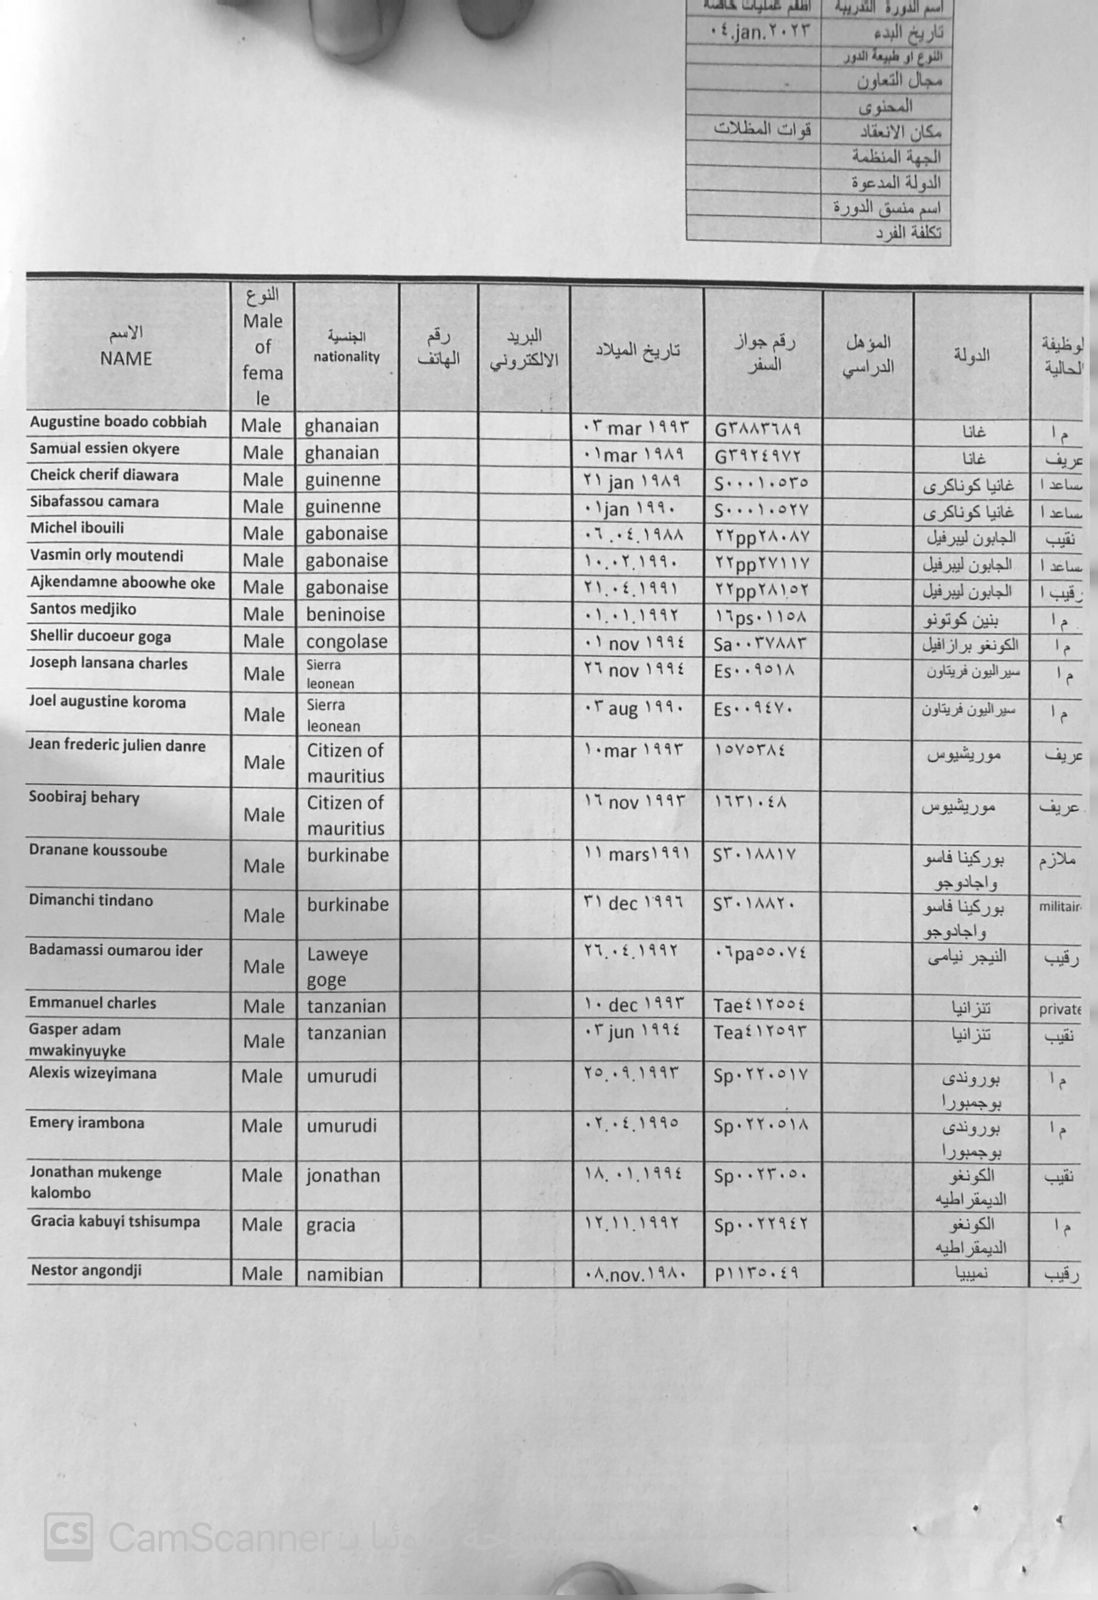 اسم الدورة التدريبية اطقم عمليات خاصة
تاريخ البدء ٠٤.jan.٢٠٢٣
النوع او طبيعة الدور
مجال التعاون
المحتوى
مكان الانعقاد قوات المظلات
الجهة المنظمة
الدولة المدعوة
اسم منسق الدورة
تكلفة الفرد
الاسم
NAME
النوع
Male
of
fema
le
الجنسية
nationality
رقم
الهاتف
البريد
الالكتروني
تاريخ الميلاد
رقم جواز
السفر
المؤهل
الدراسي
الدولة
لوظيفة
لحالية
Augustine boado cobbiah Male ghanaian ٠٣ mar ١٩٩٣ G٣٨٨٣٦٨٩ غانا م ا
Samual essien okyere Male ghanaian ٠١mar ١٩٨٩ G٣٩٢٤٩٧٢ غانا عريف
Cheick cherif diawara Male guinenne ٢١ jan ١٩٨٩ S٠٠٠١٠٥٣٥ غانيا كوناكرى ساعد ا
Sibafassou camara Male guinenne ٠١jan ١٩٩٠ S٠٠٠١٠٥٢٧ غانيا كوناكرى ساعد ا
Michel ibouili Male gabonaise ٠٦.٠٤.١٩٨٨ ٢٢pp٢٨٠٨٧ الجابون ليبرفيل نقيب
Vasmin orly moutendi Male gabonaise ١٠.٠٢.١٩٩٠ ٢٢pp٢٧١١٧ الجابون ليبرفيل ساعد ا
Ajkendamne aboowhe oke Male gabonaise ٢١.٠٤.١٩٩١ ٢٢pp٢٨١٥٢ الجابون ليبرفيل رقيب ا
Santos medjiko Male beninoise ٠١.٠١.١٩٩٢ ١٦ps٠١١٥٨ بنين كوتونو م ا
Shellir ducoeur goga Male congolase ٠١ nov ١٩٩٤ Sa٠٠٣٧٨٨٣ الكونغو برازافيل م ا
Joseph lansana charles Male Sierra
leonean ٢٦ nov ١٩٩٤ Es٠٠٩٥١٨ سيراليون فريتاون م ا
Joel augustine koroma Male Sierra
leonean ٠٣ aug ١٩٩٠ Es٠٠٩٤٧٠ سيراليون فريتاون م ا
Jean frederic julien danre Male Citizen of
mauritius ١٠mar ١٩٩٣ ١٥٧٥٣٨٤ موريشيوس عريف
Soobiraj behary Male Citizen of
mauritius ١٦ nov ١٩٩٣ ١٦٣١٠٤٨ موريشيوس عريف
Dranane koussoube Male burkinabe ١١ mars١٩٩١ S٣٠١٨٨١٧ بوركينا فاسو
واجادوجو ملازم
Dimanchi tindano Male burkinabe ٣١ dec ١٩٩٦ S٣٠١٨٨٢٠ بوركينا فاسو
واجادوجو militair
Badamassi oumarou ider Male Laweye
goge ٢٦.٠٤.١٩٩٢ ٠٦pa٥٥٠٧٤ النيجر نيامى رقيب
Emmanuel charles Male tanzanian ١٠ dec ١٩٩٣ Tae٤١٢٥٥٤ تنزانيا private
Gasper adam
mwakinyuyke Male tanzanian ٠٣ jun ١٩٩٤ Tea٤١٢٥٩٣ تنزانيا نقيب
Alexis wizeyimana Male umurudi ٢٥.٠٩.١٩٩٣ Sp٠٢٢٠٥١٧ بوروندى
بوجمبورا م ا
Emery irambona Male umurudi ٠٢.٠٤.١٩٩٥ Sp٠٢٢٠٥١٨ بوروندى
بوجمبورا م ا
Jonathan mukenge
kalombo Male jonathan ١٨.٠١.١٩٩٤ Sp٠٠٢٣٠٥٠ الكونغو
الديمقراطيه نقيب
Gracia kabuyi tshisumpa Male gracia ١٢.١١.١٩٩٢ Sp٠٠٢٢٩٤٢ الكونغو
الديمقراطيه م ا
Nestor angondji Male namibian ٠٨.nov.١٩٨٠ P١١٣٥٠٤٩ نميبيا رقيب
CS CamScanner